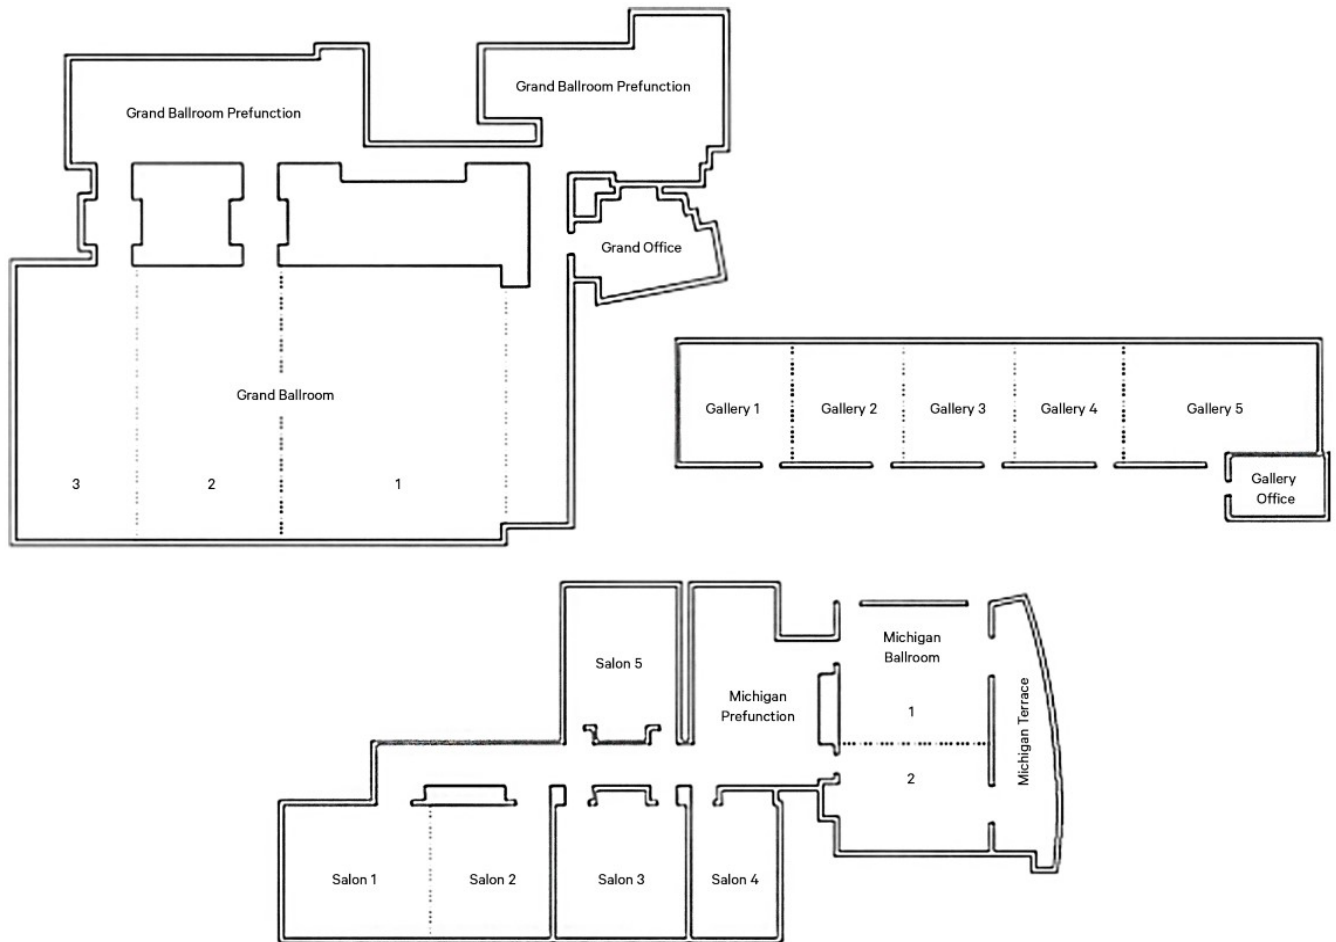 Grand Ballroom Prefunction
Grand Ballroom Prefunction
Grand Office
Grand Ballroom
3
2
1
Gallery 1
Gallery 2
Gallery 3
Gallery 4
Gallery 5
Gallery
Office
Salon 5
Michigan
Prefunction
Michigan
Ballroom
1
2
Michigan Terrace
Salon 1
Salon 2
Salon 3
Salon 4